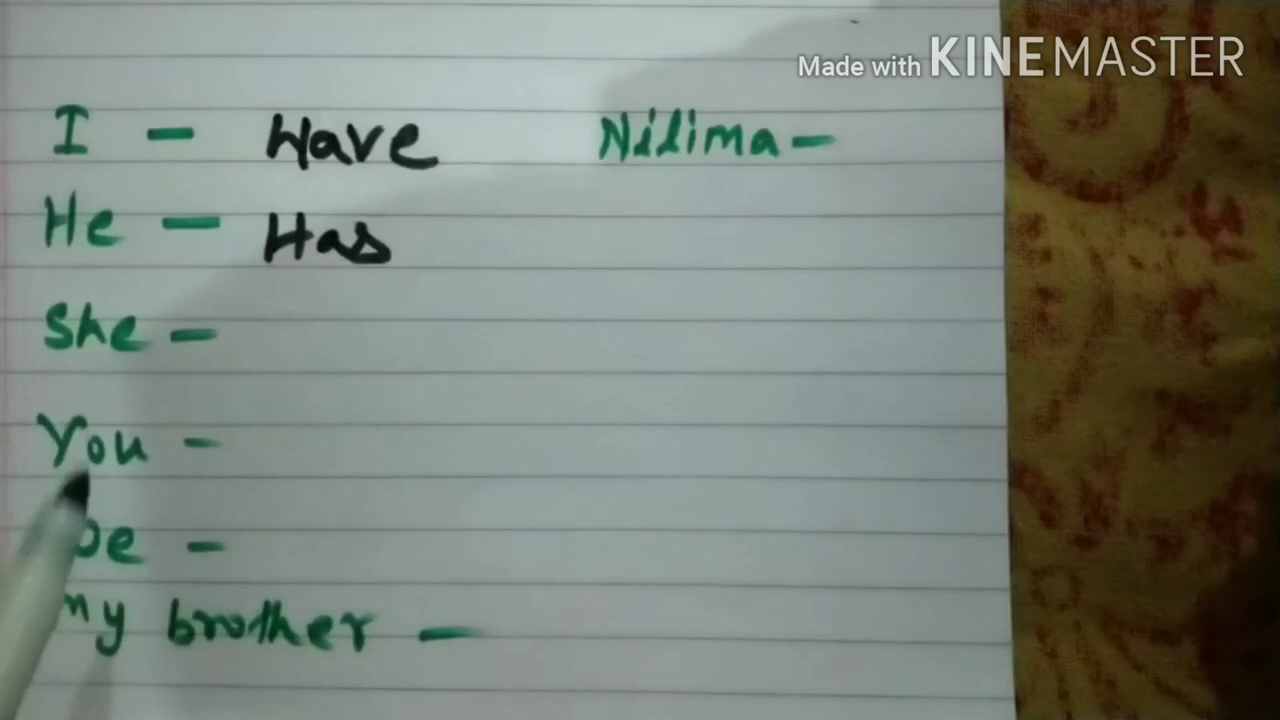 Made with KINEMASTER
I - Have
Nilima -
He - Has
She -
You -
my brother -